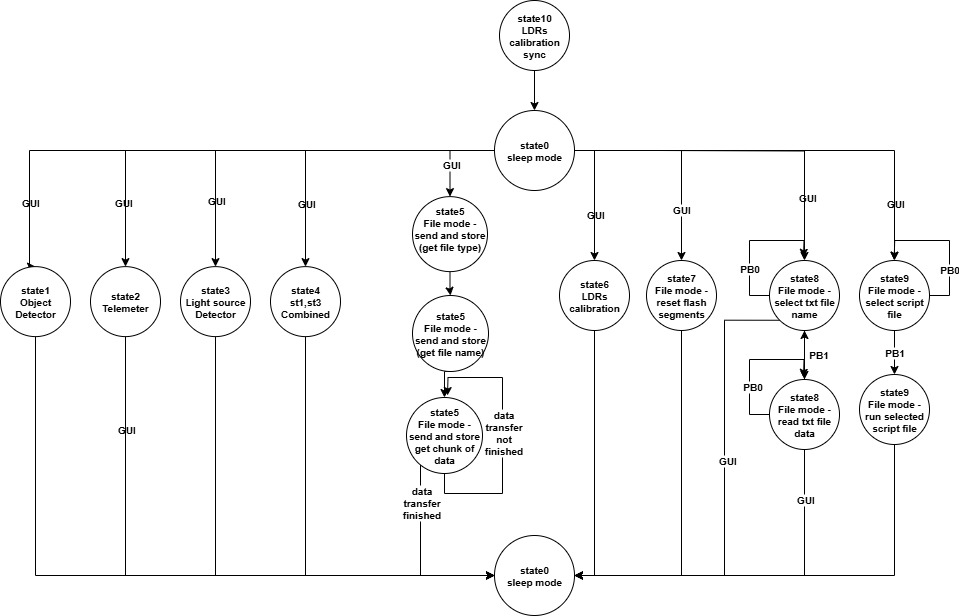 state10
LDRs
calibration
sync
state0
sleep mode
GUI
GUI
GUI
GUI
GUI
GUI
GUI
GUI
GUI
state5
File mode -
send and store
(get file type)
state1
Object
Detector
state2
Telemeter
state3
Light source
Detector
state4
st1,st3
Combined
state6
LDRs
calibration
state7
File mode -
reset flash
segments
PB0
state8
File mode -
select txt file
name
state9
File mode -
select script
file
PB0
state5
File mode -
send and store
(get file name)
PB1
PB1
PB0
state8
File mode -
read txt file
data
state9
File mode -
run selected
script file
state5
File mode -
send and store
get chunk of
data
data
transfer
not
finished
GUI
GUI
data
transfer
finished
GUI
state0
sleep mode